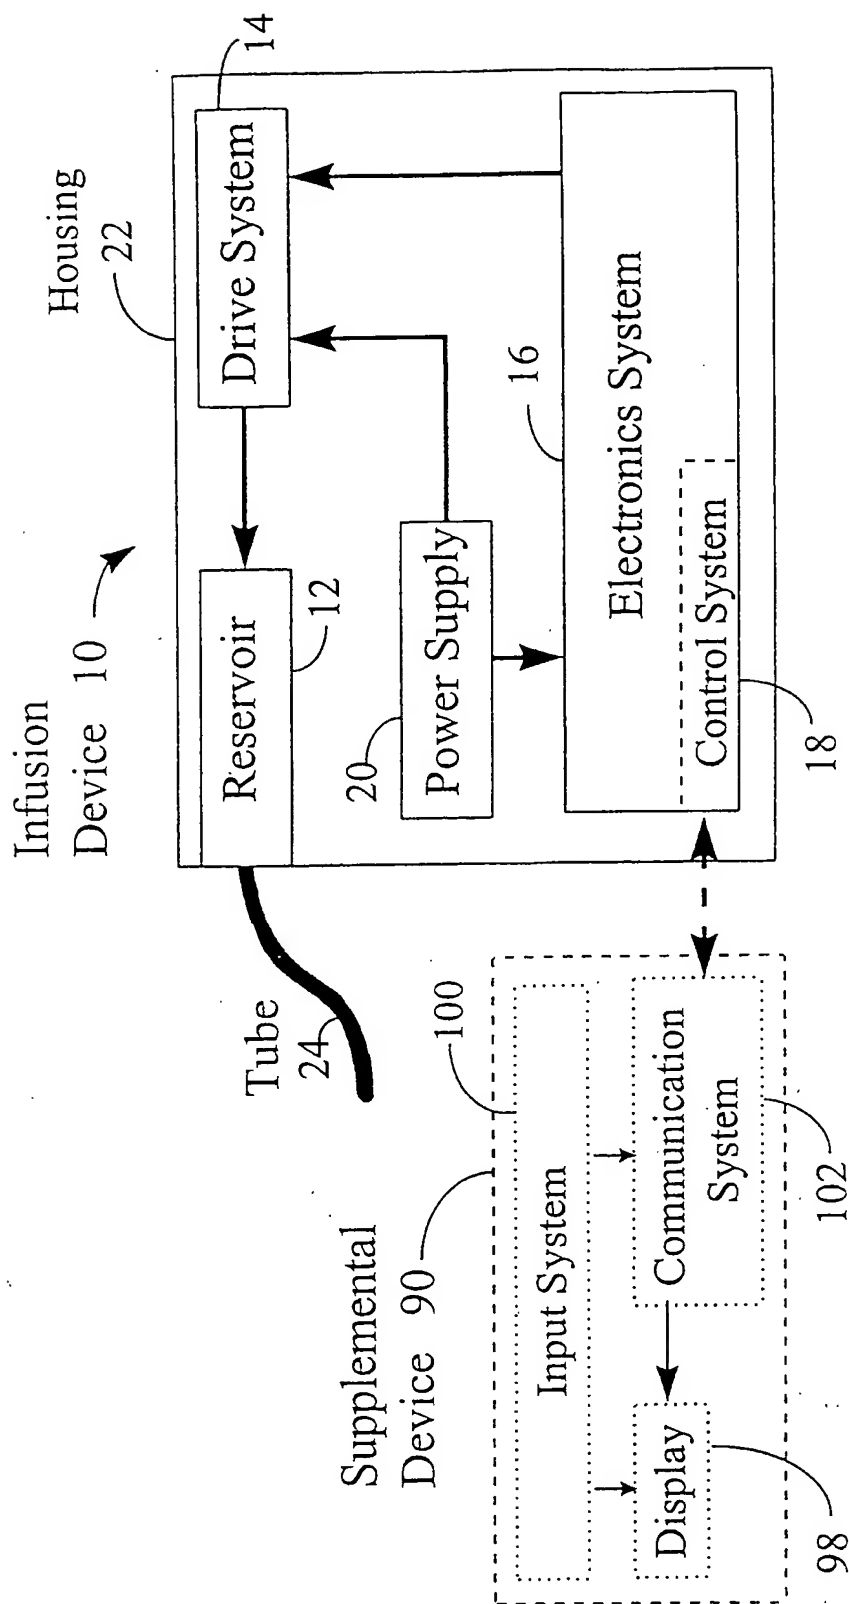 Infusion
Device 10
Housing
22
14
Drive System
Reservoir
12
20
Power Supply
16
Electronics System
Control System
18
Tube
24
Supplemental
Device 90
100
Input System
Communication
System
102
Display
98